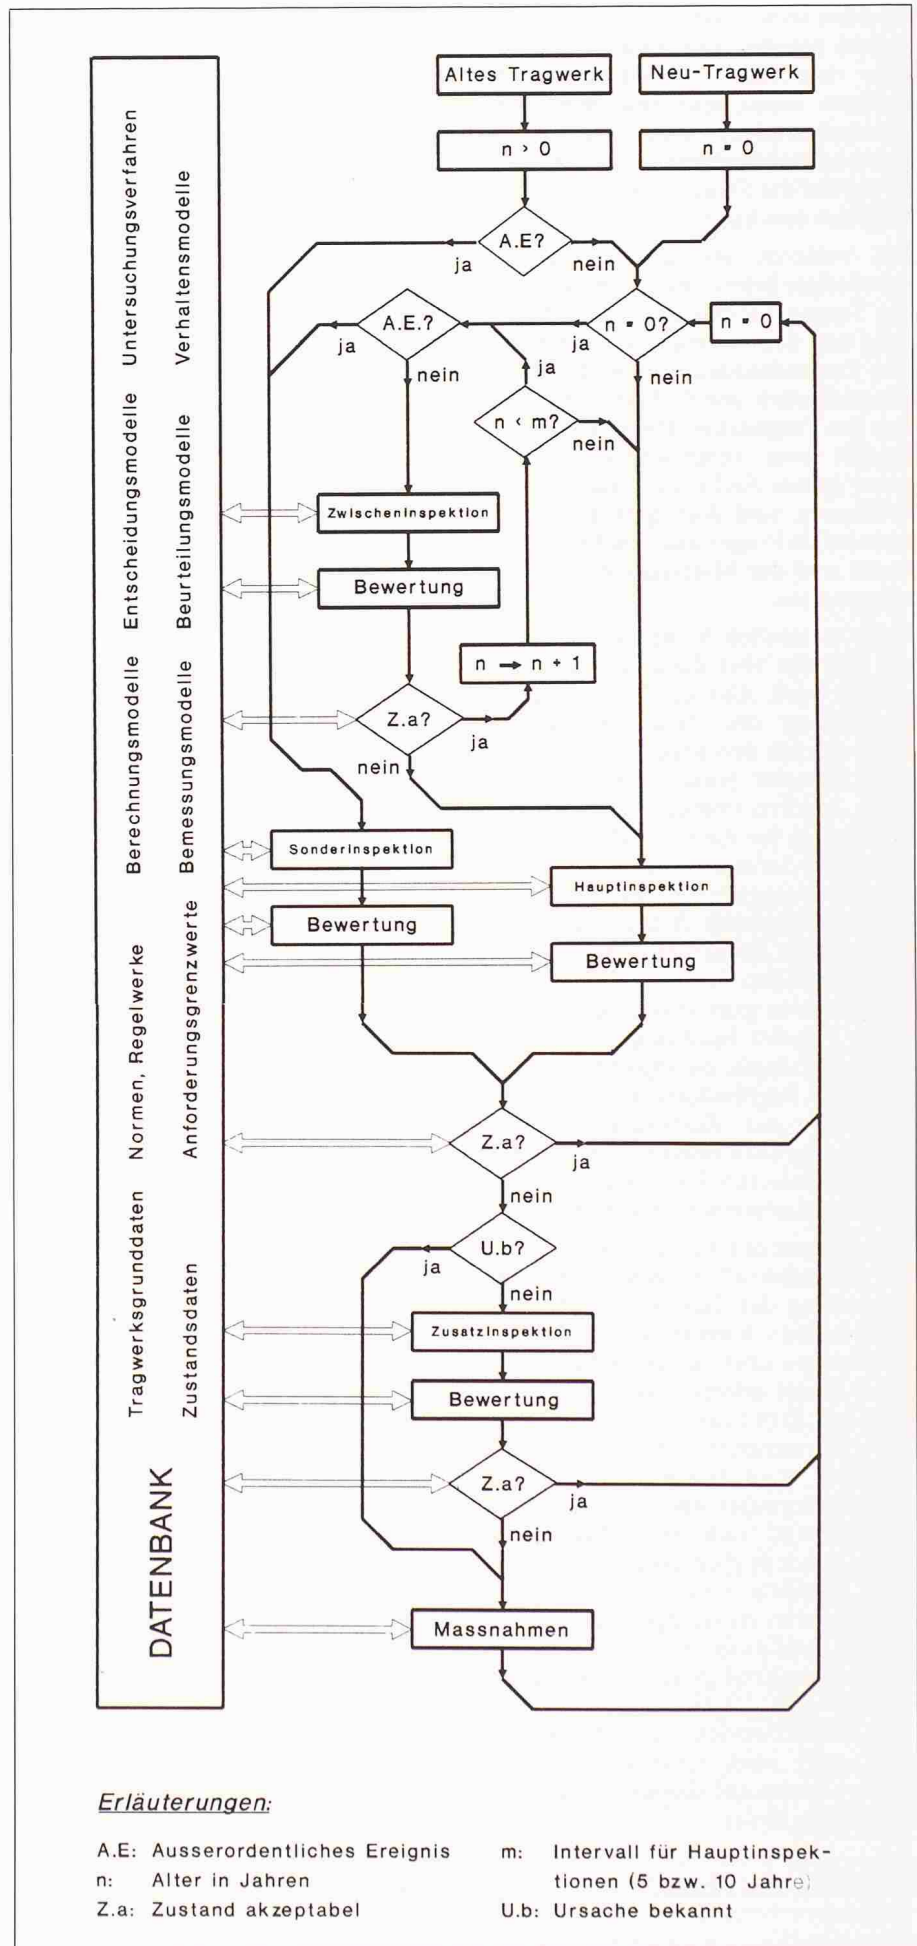 Altes Tragwerk
Neu-Tragwerk
n > 0
n = 0
A.E?
ja
nein
A.E.?
ja
nein
n = 0?
ja
nein
n = 0
n < m?
ja
nein
Zwischeninspektion
Bewertung
n → n + 1
Z.a?
ja
nein
Sonderinspektion
Hauptinspektion
Bewertung
Bewertung
Z.a?
ja
nein
U.b?
ja
nein
Zusatzinspektion
Bewertung
Z.a?
ja
nein
Massnahmen
DATENBANK
Tragwerksgrunddaten
Normen, Regelwerke
Berechnungsmodelle
Entscheidungsmodelle
Untersuchungsverfahren
Zustandsdaten
Anforderungsgrenzwerte
Bemessungsmodelle
Beurteilungsmodelle
Verhaltensmodelle
Erläuterungen:
A.E: Ausserordentliches Ereignis
n: Alter in Jahren
Z.a: Zustand akzeptabel
m: Intervall für Hauptinspek-
tionen (5 bzw. 10 Jahre)
U.b: Ursache bekannt